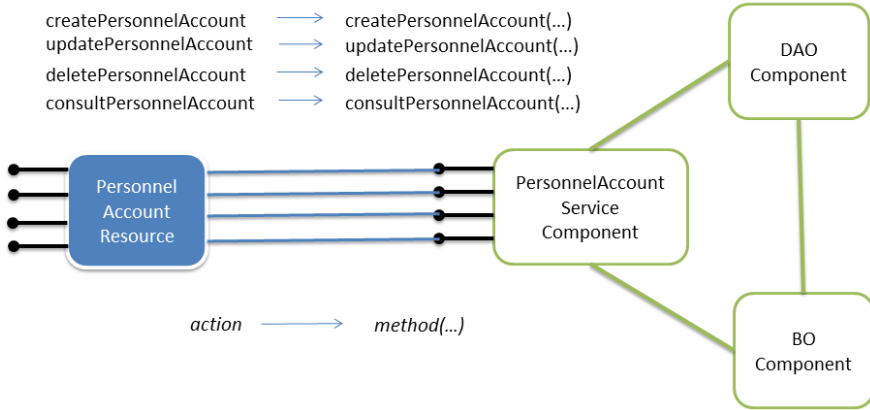 createPersonnelAccount createPersonnelAccount(...)
updatePersonnelAccount updatePersonnelAccount(...)
deletePersonnelAccount deletePersonnelAccount(...)
consultPersonnelAccount consultPersonnelAccount(...)
DAO
Component
Personnel
Account
Resource
PersonnelAccount
Service
Component
action method(...)
BO
Component